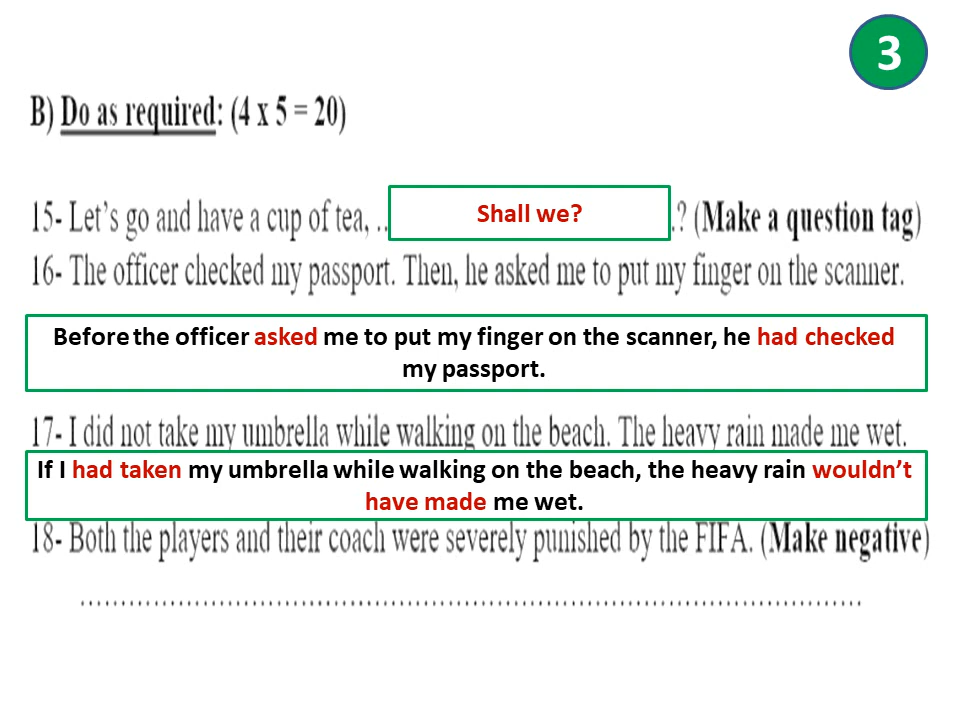 3
B) Do as required: (4 x 5 = 20)
15- Let's go and have a cup of tea, .. Shall we? .? (Make a question tag)
16- The officer checked my passport. Then, he asked me to put my finger on the scanner.
Before the officer asked me to put my finger on the scanner, he had checked
my passport.
17- I did not take my umbrella while walking on the beach. The heavy rain made me wet.
If I had taken my umbrella while walking on the beach, the heavy rain wouldn't
have made me wet.
18- Both the players and their coach were severely punished by the FIFA. (Make negative)
................................................................................................